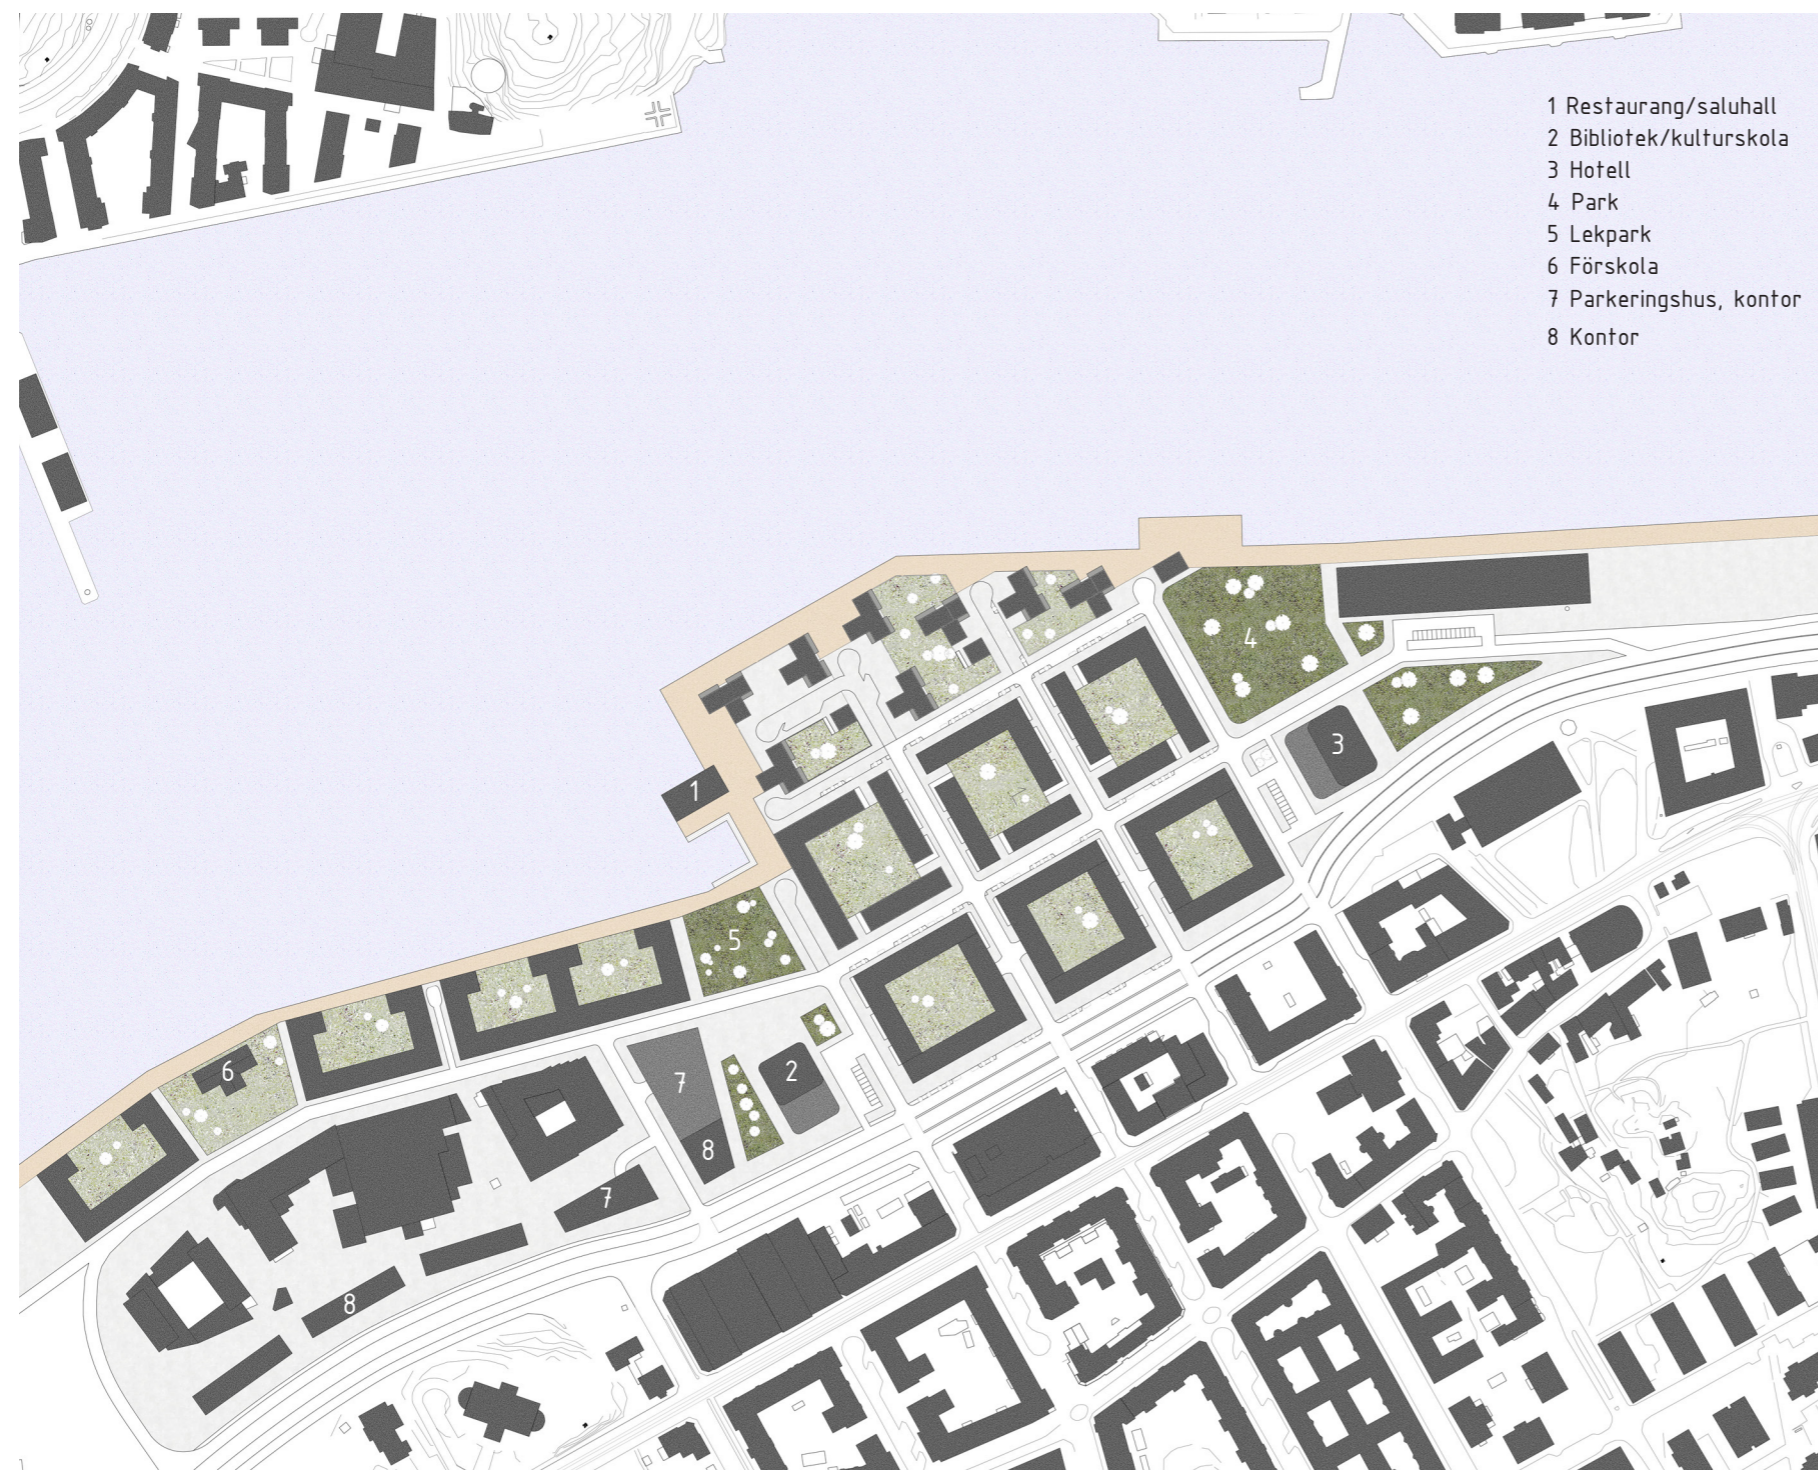 1 Restaurang/saluhall
2 Bibliotek/kulturskola
3 Hotell
4 Park
5 Lekpark
6 Förskola
7 Parkeringshus, kontor
8 Kontor
4
3
1
5
2
6
7
8
7
8